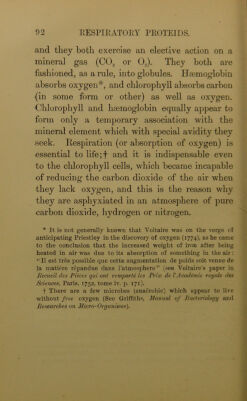 92 RESPIRATORY PROTEIDS.
and they both exercise an elective action on a
mineral gas (CO₂ or O₂). They both are
fashioned, as a rule, into globules. Hæmoglobin
absorbs oxygen*, and chlorophyll absorbs carbon
(in some form or other) as well as oxygen.
Chlorophyll and hæmoglobin equally appear to
form only a temporary association with the
mineral element which with special avidity they
seek. Respiration (or absorption of oxygen) is
essential to life;† and it is indispensable even
to the chlorophyll cells, which became incapable
of reducing the carbon dioxide of the air when
they lack oxygen, and this is the reason why
they are asphyxiated in an atmosphere of pure
carbon dioxide, hydrogen or nitrogen.
* It is not generally known that Voltaire was on the verge of
anticipating Priestley in the discovery of oxygen (1774), as he came
to the conclusion that the increased weight of iron after being
heated in air was due to its absorption of something in the air:
"Il est très possible que cette augmentation de poids soit venue de
la matière répandue dans l'atmosphere" (see Voltaire's paper in
Recueil des Pièces qui ont remporté les Prix de l'Académie royale des
Sciences, Paris, 1752, tome iv. p. 171).
† There are a few microbes (anaërobic) which appear to live
without free oxygen (See Griffiths, Manual of Bacteriology and
Researches on Micro-Organisms).